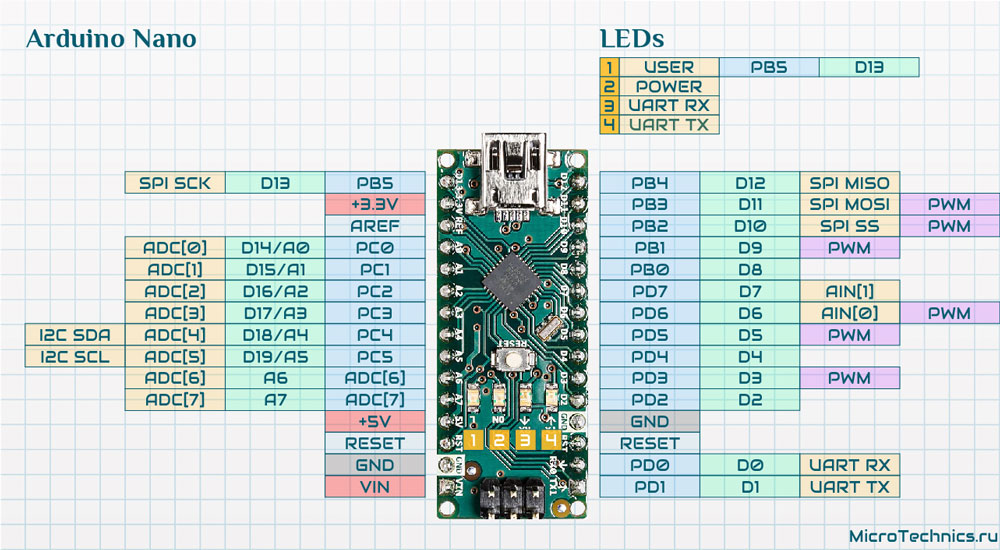 Arduino Nano
LEDs
1 USER PB5 D13
2 POWER
3 UART RX
4 UART TX
SPI SCK D13 PB5
+3.3V
AREF
ADC[0] D14/A0 PC0
ADC[1] D15/A1 PC1
ADC[2] D16/A2 PC2
ADC[3] D17/A3 PC3
I2C SDA ADC[4] D18/A4 PC4
I2C SCL ADC[5] D19/A5 PC5
ADC[6] A6 ADC[6]
ADC[7] A7 ADC[7]
+5V
RESET
GND
VIN
RESET
1 2 3 4
PB4 D12 SPI MISO
PB3 D11 SPI MOSI PWM
PB2 D10 SPI SS PWM
PB1 D9 PWM
PB0 D8
PD7 D7 AIN[1]
PD6 D6 AIN[0] PWM
PD5 D5 PWM
PD4 D4
PD3 D3 PWM
PD2 D2
GND
RESET
PD0 D0 UART RX
PD1 D1 UART TX
MicroTechnics.ru